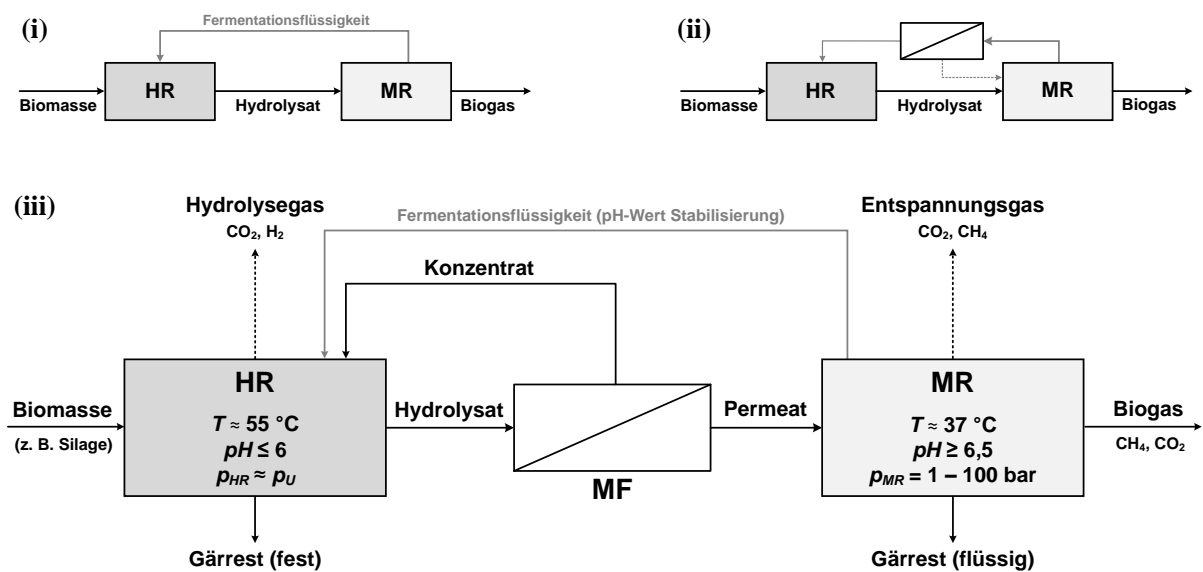 (i)
Fermentationsflüssigkeit
HR
MR
Biomasse
Hydrolysat
Biogas
(ii)
HR
MR
Biomasse
Hydrolysat
Biogas
(iii)
Hydrolysegas
CO₂, H₂
Fermentationsflüssigkeit (pH-Wert Stabilisierung)
Entspannungsgas
CO₂, CH₄
Konzentrat
Biomasse
(z. B. Silage)
HR
T ≈ 55 °C
pH ≤ 6
p_HR ≈ p_U
Hydrolysat
MF
Permeat
MR
T ≈ 37 °C
pH ≥ 6,5
p_MR = 1 – 100 bar
Biogas
CH₄, CO₂
Gärrest (fest)
Gärrest (flüssig)